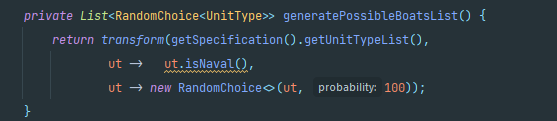 private List<RandomChoice<UnitType>> generatePossibleBoatsList() {
return transform(getSpecification().getUnitTypeList(),
ut -> ut.isNaval(),
ut -> new RandomChoice<>(ut, probability: 100));
}